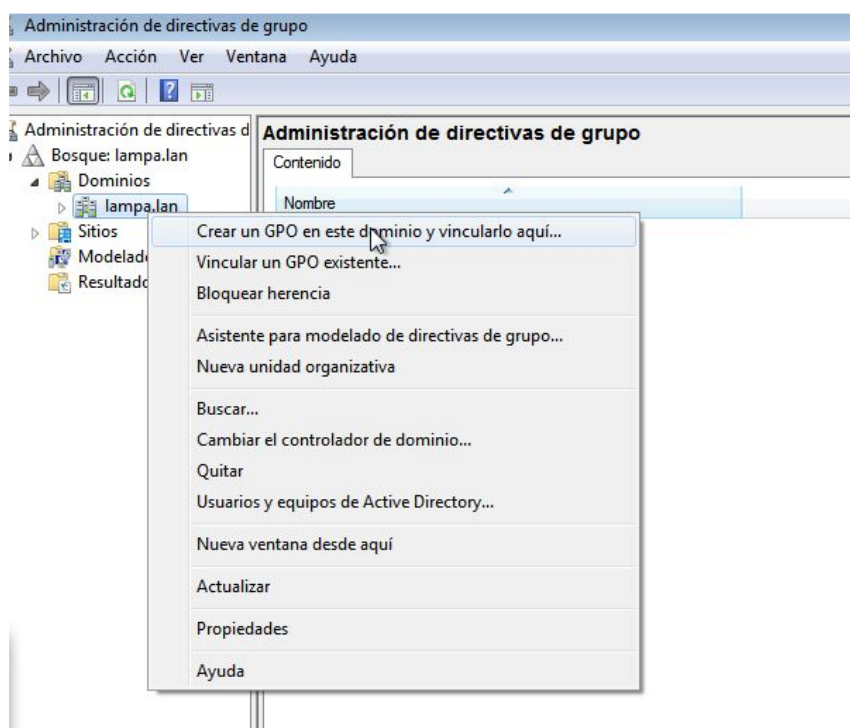 Administración de directivas de grupo
Archivo Acción Ver Ventana Ayuda
Administración de directivas d
Bosque: lampa.lan
Dominios
lampa.lan
Sitios
Modelad
Resultado
Administración de directivas de grupo
Contenido
Nombre
Crear un GPO en este dominio y vincularlo aquí...
Vincular un GPO existente...
Bloquear herencia
Asistente para modelado de directivas de grupo...
Nueva unidad organizativa
Buscar...
Cambiar el controlador de dominio...
Quitar
Usuarios y equipos de Active Directory...
Nueva ventana desde aquí
Actualizar
Propiedades
Ayuda